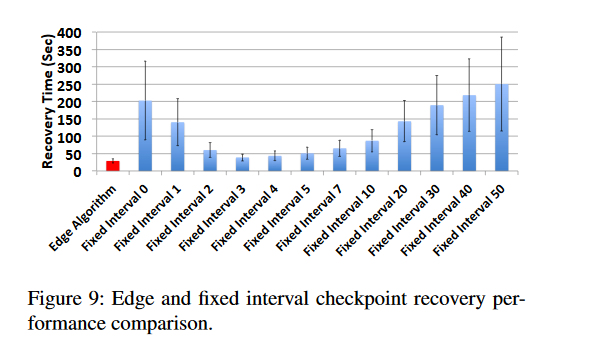 Recovery Time (Sec)
400
350
300
250
200
150
100
50
0
Edge Algorithm
Fixed Interval 0
Fixed Interval 1
Fixed Interval 2
Fixed Interval 3
Fixed Interval 4
Fixed Interval 5
Fixed Interval 7
Fixed Interval 10
Fixed Interval 20
Fixed Interval 30
Fixed Interval 40
Fixed Interval 50
Figure 9: Edge and fixed interval checkpoint recovery per-
formance comparison.